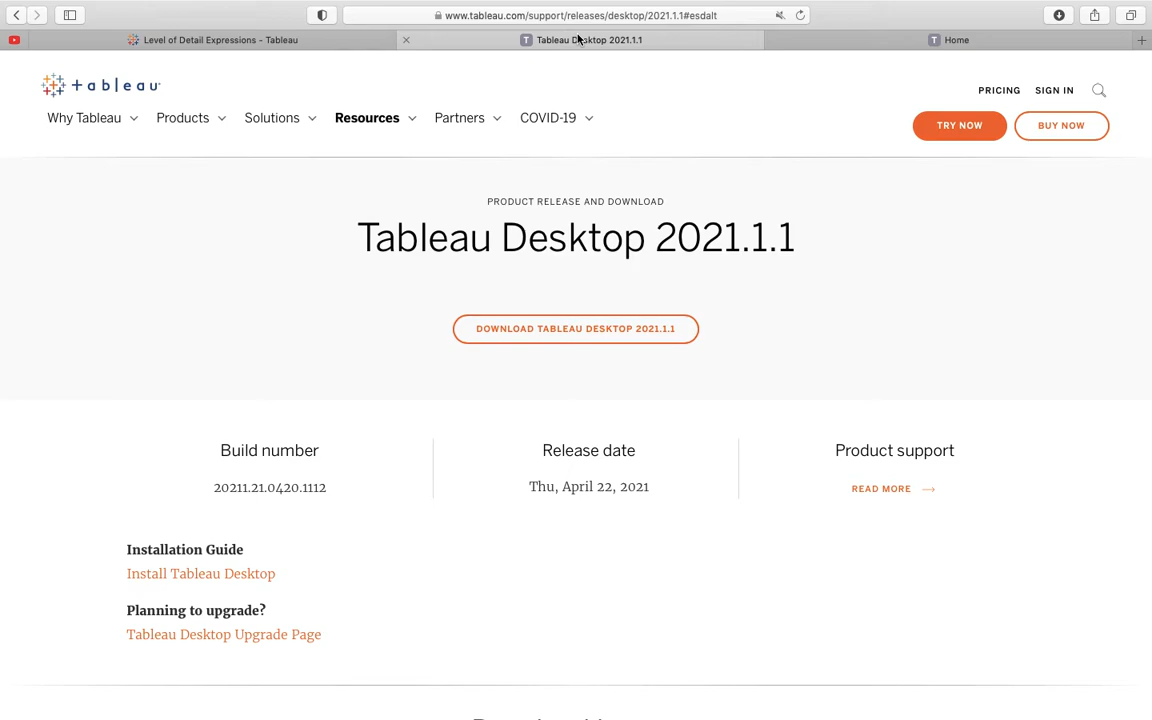 www.tableau.com/support/releases/desktop/2021.1.1#esdalt
Level of Detail Expressions - Tableau
Tableau Desktop 2021.1.1
Home
+ableau
PRICING
SIGN IN
Why Tableau
Products
Solutions
Resources
Partners
COVID-19
TRY NOW
BUY NOW
PRODUCT RELEASE AND DOWNLOAD
Tableau Desktop 2021.1.1
DOWNLOAD TABLEAU DESKTOP 2021.1.1
Build number
Release date
Product support
20211.21.0420.1112
Thu, April 22, 2021
READ MORE
Installation Guide
Install Tableau Desktop
Planning to upgrade?
Tableau Desktop Upgrade Page